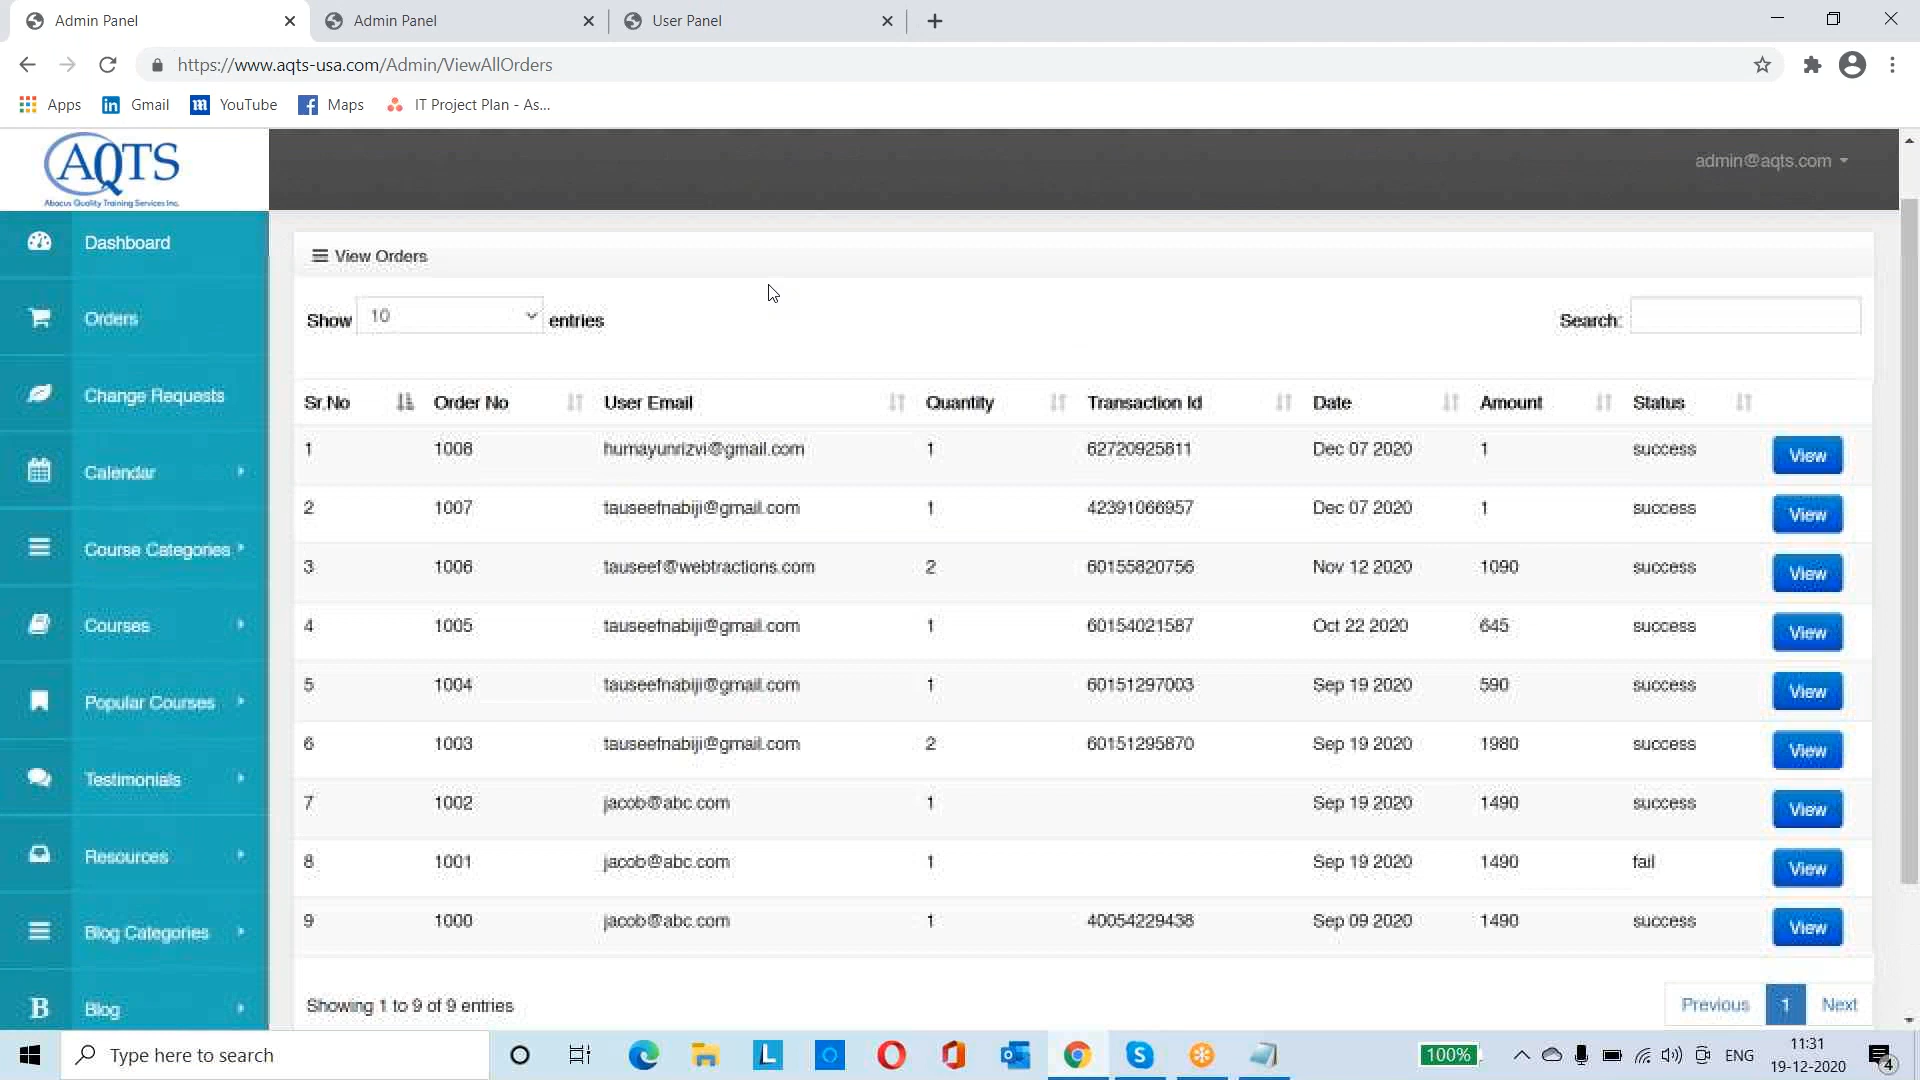 Admin Panel
Admin Panel
User Panel
https://www.aqts-usa.com/Admin/ViewAllOrders
Apps Gmail YouTube Maps IT Project Plan - As...
AQTS
Abacus Quality Training Services Inc.
admin@aqts.com
Dashboard
Orders
Change Requests
Calendar
Course Categories
Courses
Popular Courses
Testimonials
Resources
Blog Categories
B Blog
View Orders
Show 10 entries
Search:
Sr.No Order No User Email Quantity Transaction Id Date Amount Status
1 1008 humayunrizvi@gmail.com 1 62720925811 Dec 07 2020 1 success View
2 1007 tauseefnabiji@gmail.com 1 42391066957 Dec 07 2020 1 success View
3 1006 tauseef@webtractions.com 2 60155820756 Nov 12 2020 1090 success View
4 1005 tauseefnabiji@gmail.com 1 60154021587 Oct 22 2020 645 success View
5 1004 tauseefnabiji@gmail.com 1 60151297003 Sep 19 2020 590 success View
6 1003 tauseefnabiji@gmail.com 2 60151295870 Sep 19 2020 1980 success View
7 1002 jacob@abc.com 1 Sep 19 2020 1490 success View
8 1001 jacob@abc.com 1 Sep 19 2020 1490 fail View
9 1000 jacob@abc.com 1 40054229438 Sep 09 2020 1490 success View
Showing 1 to 9 of 9 entries
Previous 1 Next
Type here to search
100%
ENG
11:31
19-12-2020
4